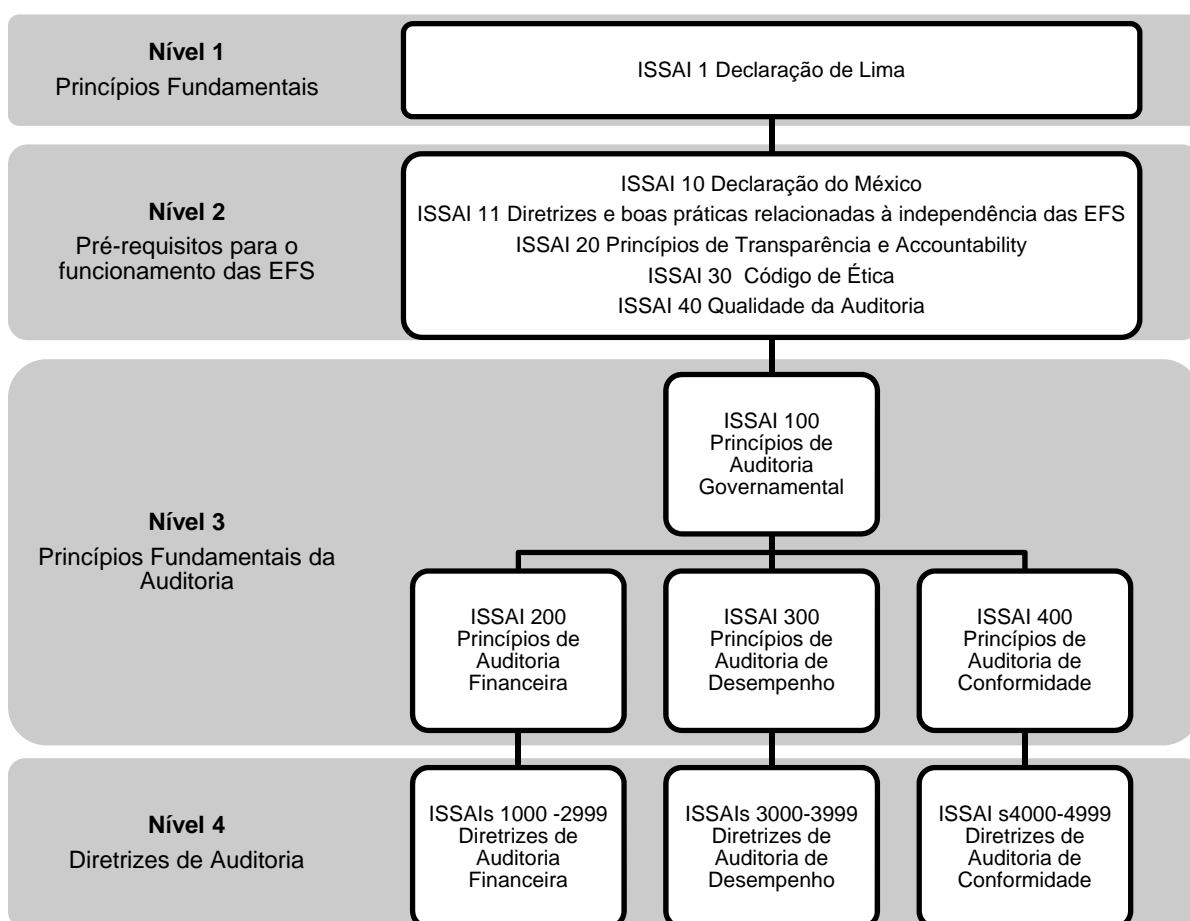 Nível 1
Princípios Fundamentais
ISSAI 1 Declaração de Lima
Nível 2
Pré-requisitos para o
funcionamento das EFS
ISSAI 10 Declaração do México
ISSAI 11 Diretrizes e boas práticas relacionadas à independência das EFS
ISSAI 20 Princípios de Transparência e Accountability
ISSAI 30  Código de Ética
ISSAI 40 Qualidade da Auditoria
Nível 3
Princípios Fundamentais da
Auditoria
ISSAI 100
Princípios de
Auditoria
Governamental
ISSAI 200
Princípios de
Auditoria
Financeira
ISSAI 300
Princípios de
Auditoria de
Desempenho
ISSAI 400
Princípios de
Auditoria de
Conformidade
Nível 4
Diretrizes de Auditoria
ISSAIs 1000 -2999
Diretrizes de
Auditoria
Financeira
ISSAIs 3000-3999
Diretrizes de
Auditoria de
Desempenho
ISSAI s4000-4999
Diretrizes de
Auditoria de
Conformidade